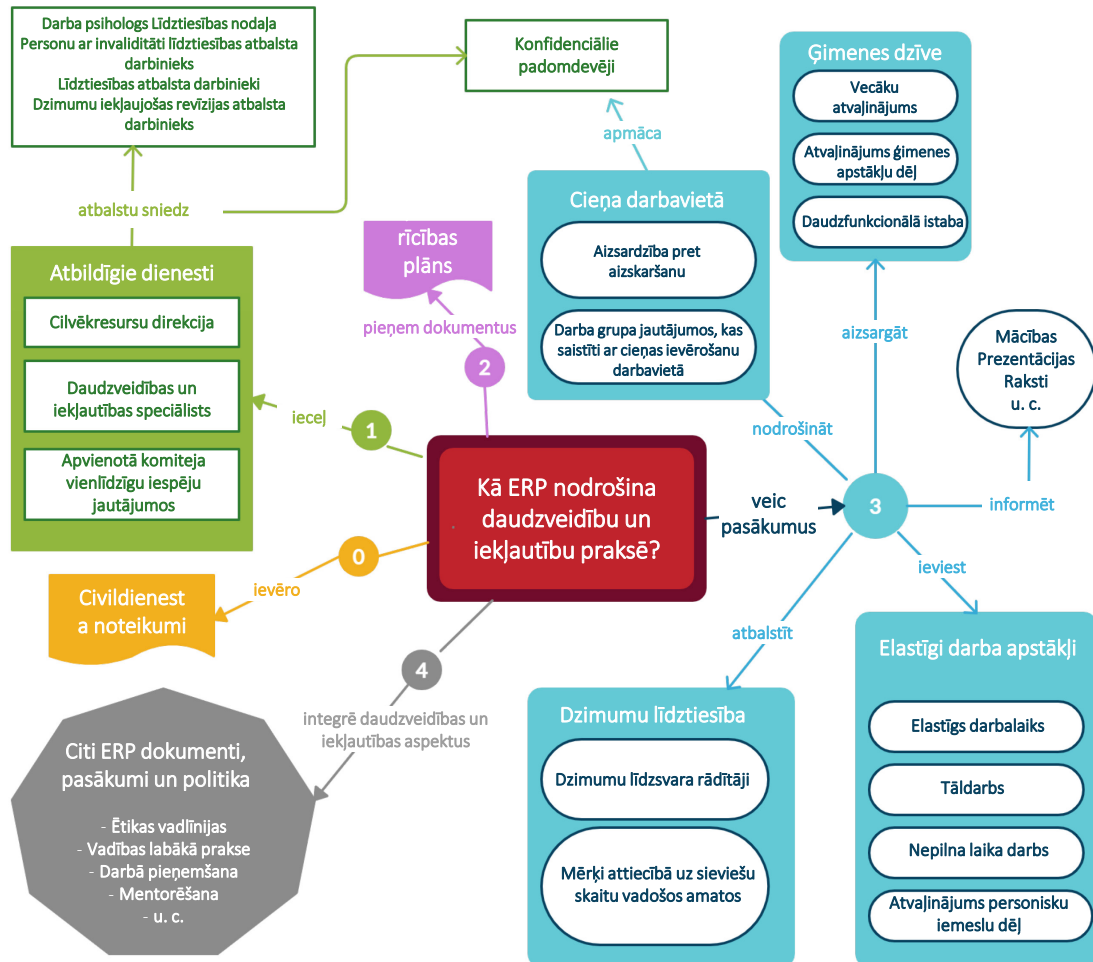 Darba psihologs Līdztiesības nodaļa
Personu ar invaliditāti līdztiesības atbalsta
darbinieks
Līdztiesības atbalsta darbinieki
Dzimumu iekļaujošas revīzijas atbalsta
darbinieks
Konfidenciālie
padomdevēji
Ģimenes dzīve
Vecāku
atvaļinājums
Atvaļinājums ģimenes
apstākļu dēļ
Daudzfunkcionālā istaba
apmāca
Cieņa darbavietā
Aizsardzība pret
aizskaršanu
Darba grupa jautājumos, kas
saistīti ar cieņas ievērošanu
darbavietā
atbalstu sniedz
Atbildīgie dienesti
Cilvēkresursu direkcija
Daudzveidības un
iekļautības speciālists
Apvienotā komiteja
vienlīdzīgu iespēju
jautājumos
rīcības
plāns
pieņem dokumentus
2
aizsargāt
Mācības
Prezentācijas
Raksti
u. c.
ieceļ
1
nodrošināt
Kā ERP nodrošina
daudzveidību un
iekļautību praksē?
veic
pasākumus
3
informēt
0
ievēro
Civildienest
a noteikumi
ieviest
atbalstīt
4
integrē daudzveidības un
iekļautības aspektus
Citi ERP dokumenti,
pasākumi un politika
- Ētikas vadlīnijas
- Vadības labākā prakse
- Darbā pieņemšana
- Mentorēšana
- u. c.
Dzimumu līdztiesība
Dzimumu līdzsvara rādītāji
Mērķi attiecībā uz sieviešu
skaitu vadošos amatos
Elastīgi darba apstākļi
Elastīgs darbalaiks
Tāldarbs
Nepilna laika darbs
Atvaļinājums personisku
iemeslu dēļ